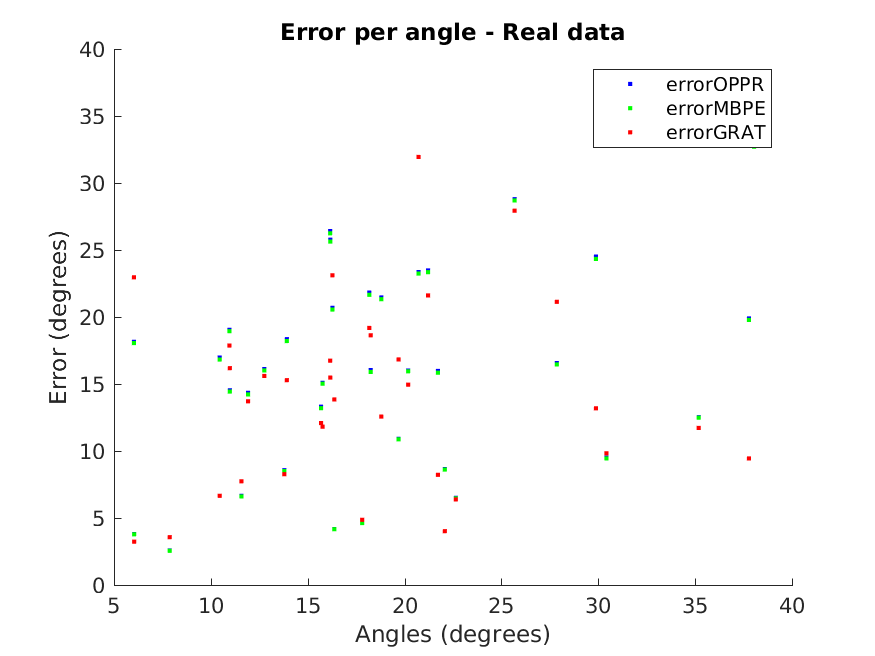 Error per angle - Real data
errorOPPR
errorMBPE
errorGRAT
Error (degrees)
40
35
30
25
20
15
10
5
0
5 10 15 20 25 30 35 40
Angles (degrees)